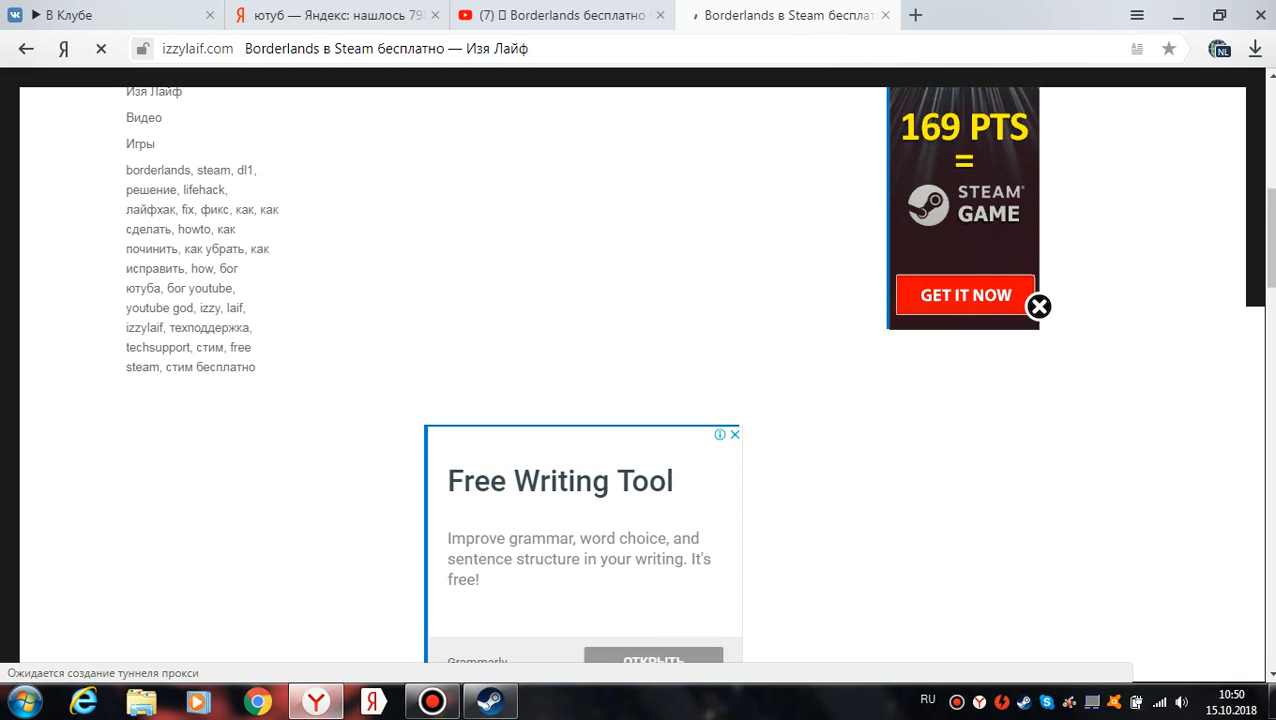 В Клубе
ютуб — Яндекс: нашлось 79
(7) Borderlands бесплатно
Borderlands в Steam бесплат
Я
izzylaif.com Borderlands в Steam бесплатно — Изя Лайф
NL
Изя Лайф
Видео
Игры
borderlands, steam, dl1,
решение, lifehack,
лайфхак, fix, фикс, как, как
сделать, howto, как
починить, как убрать, как
исправить, how, бог
ютуба, бог youtube,
youtube god, izzy, laif,
izzylaif, техподдержка,
techsupport, стим, free
steam, стим бесплатно
169 PTS
=
STEAM
GAME
GET IT NOW
Free Writing Tool
Improve grammar, word choice, and
sentence structure in your writing. It's
free!
Grammarly
ОТКРЫТЬ
Ожидается создание туннеля прокси
RU
10:50
15.10.2018